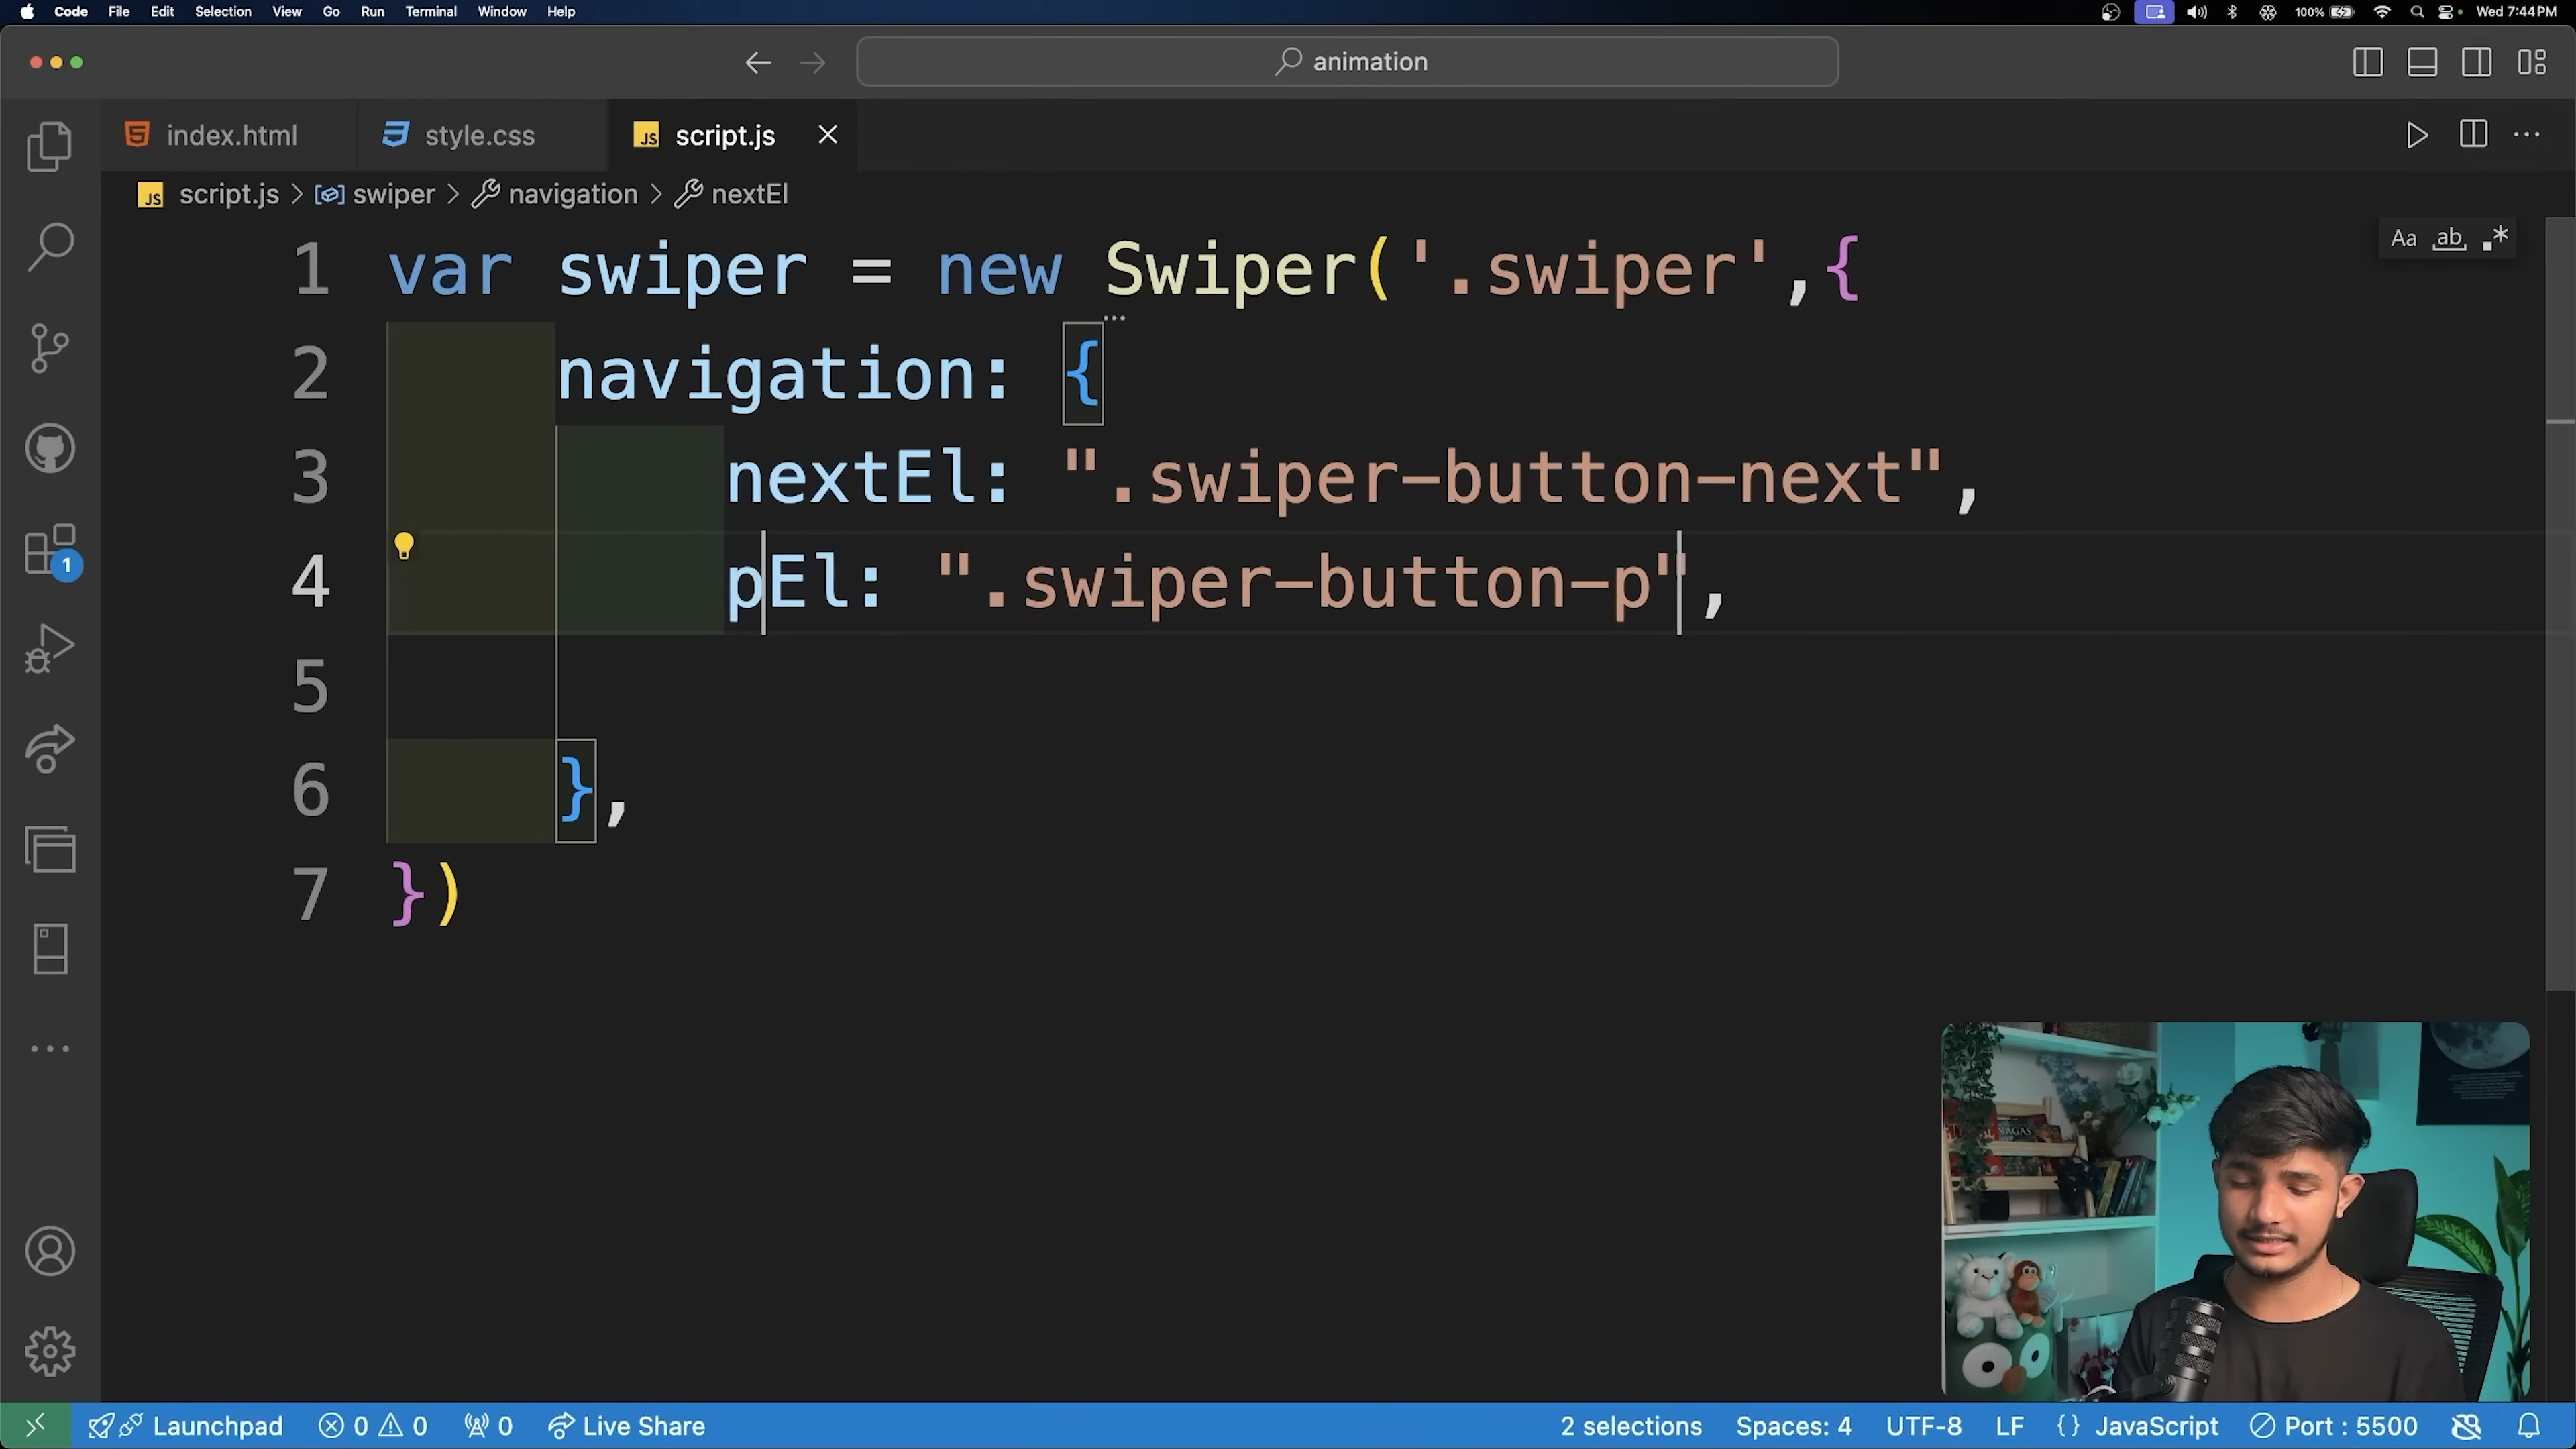 Code File Edit Selection View Go Run Terminal Window Help 100% Wed 7:44PM
animation
index.html style.css JS script.js
JS script.js > swiper > navigation > nextEl
Aa ab .*
1 var swiper = new Swiper('.swiper',{
2 navigation: {
3 nextEl: ".swiper-button-next",
4 pEl: ".swiper-button-p",
5
6 },
7 })
1
NAGAS
Launchpad 0 0 0 Live Share 2 selections Spaces: 4 UTF-8 LF {} JavaScript Port : 5500